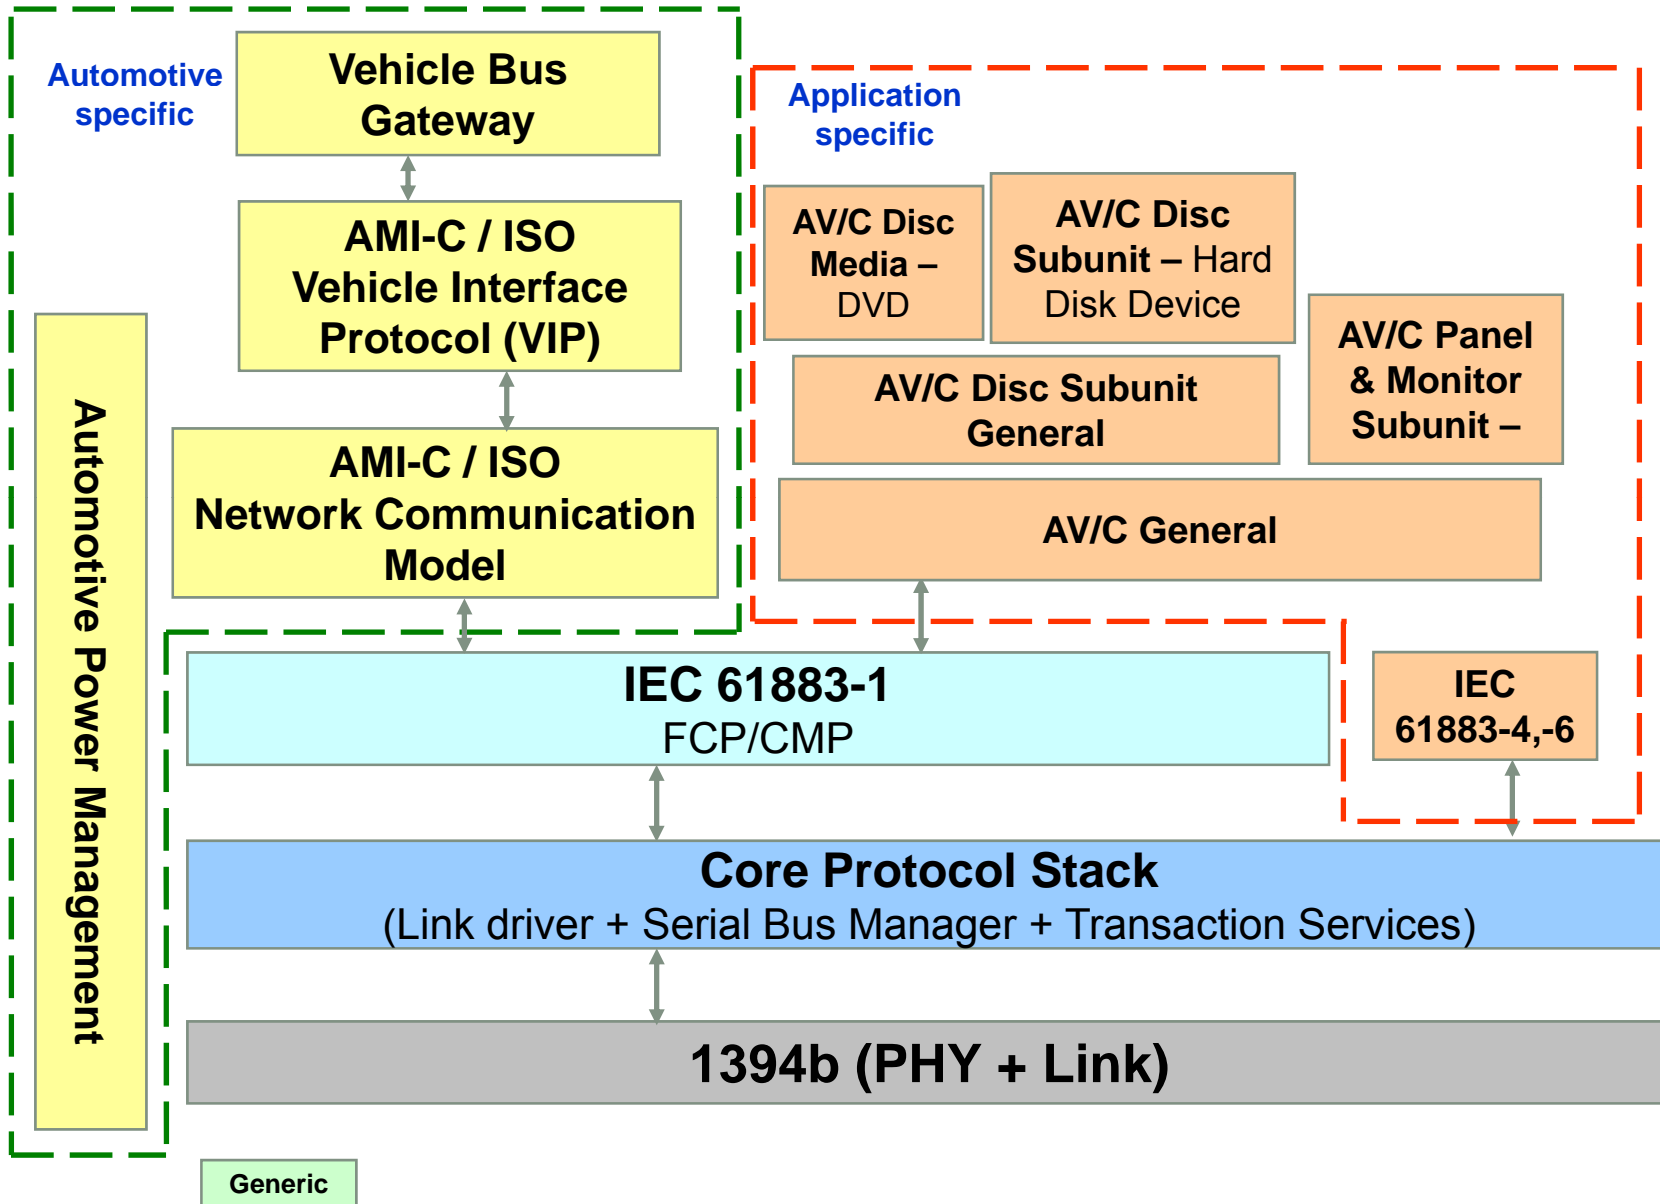 Automotive
specific
Vehicle Bus
Gateway
AMI-C / ISO
Vehicle Interface
Protocol (VIP)
AMI-C / ISO
Network Communication
Model
Automotive Power Management
Application
specific
AV/C Disc
Media –
DVD
AV/C Disc
Subunit – Hard
Disk Device
AV/C Panel
& Monitor
Subunit –
AV/C Disc Subunit
General
AV/C General
IEC 61883-1
FCP/CMP
IEC
61883-4,-6
Core Protocol Stack
(Link driver + Serial Bus Manager + Transaction Services)
1394b (PHY + Link)
Generic